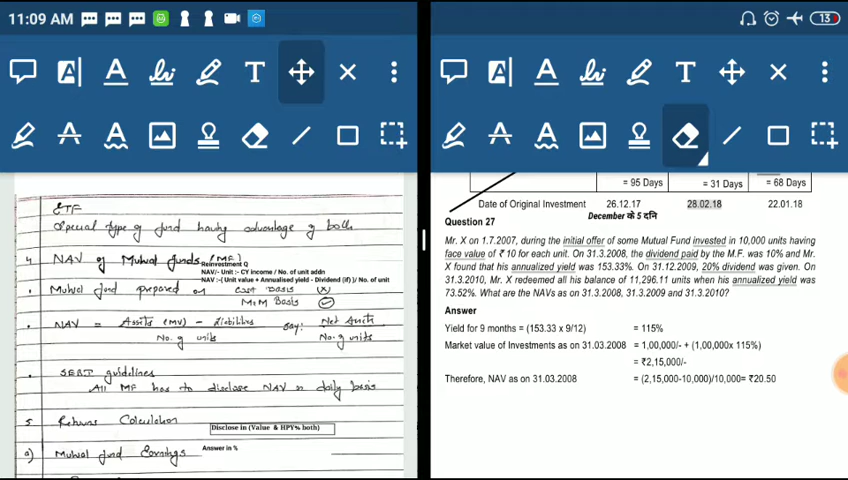 11:09 AM
13
ETF
Special type of fund having advantage of both
4 NAV of Mutual funds (MF)
Reinvestment Q
NAV/- Unit :- CY income / No. of unit addn
NAV :- (Unit value + Annualised yield - Dividend (if) )/ No. of unit
Mutual fund prepared on Cost Basis (x)
M2M Basis
NAV = Assets (MV) - Liabilities say: Net Assets
No. of units No. of units
SEBI guidelines
All MF has to disclose NAV on daily basis
5 Returns Calculation
Disclose in (Value & HPY% both)
a) Mutual fund Earnings
Answer in %
= 95 Days = 31 Days = 68 Days
Date of Original Investment 26.12.17 28.02.18 22.01.18
December के 5 दिन
Question 27
Mr. X on 1.7.2007, during the initial offer of some Mutual Fund invested in 10,000 units having
face value of ₹ 10 for each unit. On 31.3.2008, the dividend paid by the M.F. was 10% and Mr.
X found that his annualized yield was 153.33%. On 31.12.2009, 20% dividend was given. On
31.3.2010, Mr. X redeemed all his balance of 11,296.11 units when his annualized yield was
73.52%. What are the NAVs as on 31.3.2008, 31.3.2009 and 31.3.2010?
Answer
Yield for 9 months = (153.33 x 9/12) = 115%
Market value of Investments as on 31.03.2008 = 1,00,000/- + (1,00,000x 115%)
= ₹2,15,000/-
Therefore, NAV as on 31.03.2008 = (2,15,000-10,000)/10,000= ₹20.50